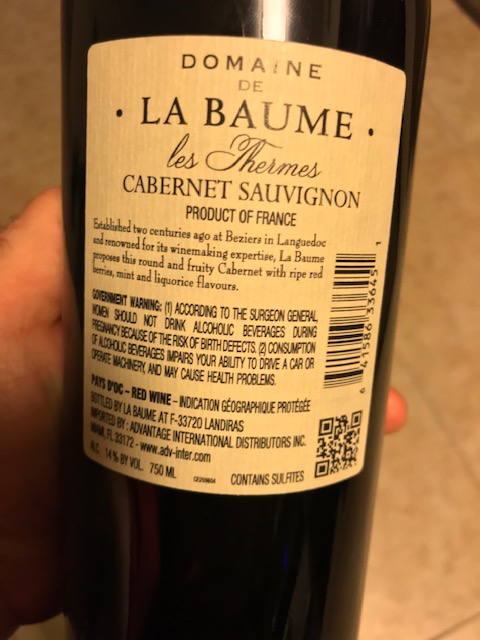 DOMAINE
DE
· LA BAUME ·
les Thermes
CABERNET SAUVIGNON
PRODUCT OF FRANCE
Established two centuries ago at Beziers in Languedoc
and renowned for its winemaking expertise, La Baume
proposes this round and fruity Cabernet with ripe red
berries, mint and liquorice flavours.
GOVERNMENT WARNING: (1) ACCORDING TO THE SURGEON GENERAL,
WOMEN SHOULD NOT DRINK ALCOHOLIC BEVERAGES DURING
PREGNANCY BECAUSE OF THE RISK OF BIRTH DEFECTS. (2) CONSUMPTION
OF ALCOHOLIC BEVERAGES IMPAIRS YOUR ABILITY TO DRIVE A CAR OR
OPERATE MACHINERY, AND MAY CAUSE HEALTH PROBLEMS.
PAYS D'OC – RED WINE – INDICATION GÉOGRAPHIQUE PROTÉGÉE
BOTTLED BY LA BAUME AT F-33720 LANDIRAS
IMPORTED BY: ADVANTAGE INTERNATIONAL DISTRIBUTORS INC.
MIAMI, FL 33172 - www.adv-inter.com
ALC. 14% BY VOL. 750 ML
CONTAINS SULFITES
6 41586 33645 1